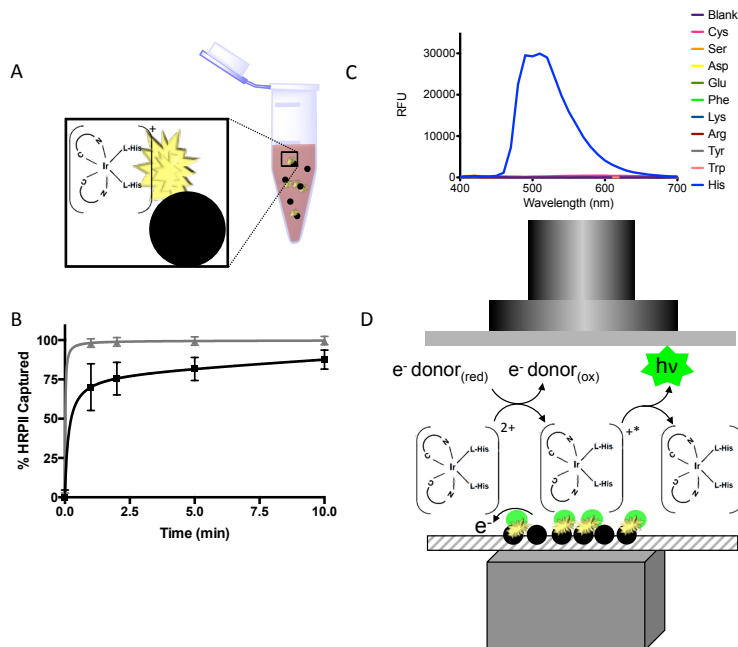 A
C
N
C
Ir
C
N
L-His
L-His
+
RFU
30000
20000
10000
0
400
500
600
700
Wavelength (nm)
Blank
Cys
Ser
Asp
Glu
Phe
Lys
Arg
Tyr
Trp
His
B
% HRPII Captured
100
75
50
25
0
0.0
2.5
5.0
7.5
10.0
Time (min)
D
e- donor(red)
e- donor(ox)
hν
N
C
Ir
C
N
L-His
L-His
2+
N
C
Ir
C
N
L-His
L-His
+*
N
C
Ir
C
N
L-His
L-His
e-